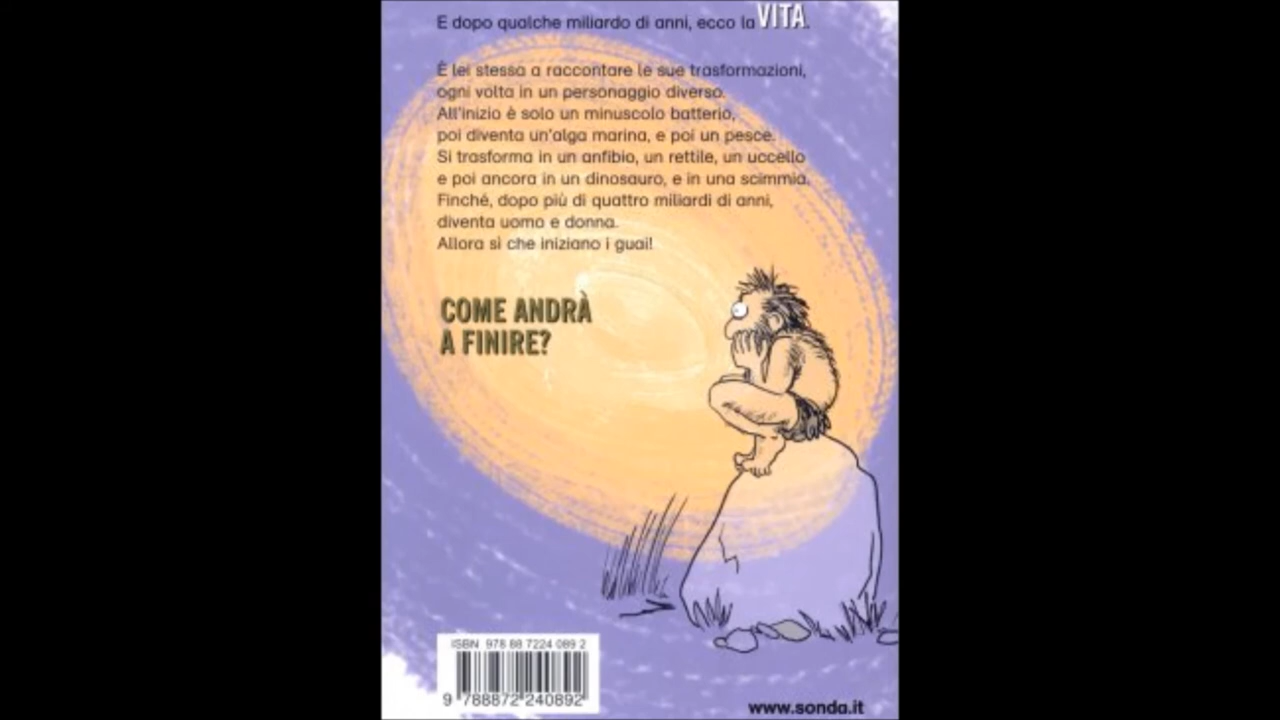 E dopo qualche miliardo di anni, ecco la VITA.
È lei stessa a raccontare le sue trasformazioni,
ogni volta in un personaggio diverso.
All'inizio è solo un minuscolo batterio,
poi diventa un'alga marina, e poi un pesce.
Si trasforma in un anfibio, un rettile, un uccello
e poi ancora in un dinosauro, e in una scimmia.
Finché, dopo più di quattro miliardi di anni,
diventa uomo e donna.
Allora sì che iniziano i guai!
COME ANDRÀ
A FINIRE?
ISBN 978 88 7224 089 2
9 788872 240892
www.sonda.it